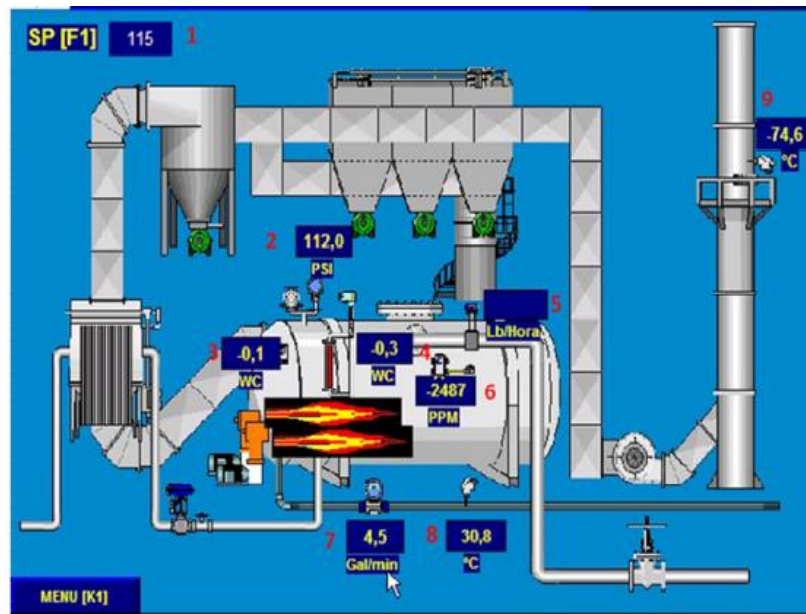 SP [F1] 115 1
9
-74,6
°C
2 112,0
PSI
5
Lb/Hora
3 -0,1
WC
-0,3 4
WC
-2487 6
PPM
7 4,5
Gal/min
8 30,8
°C
MENU [K1]